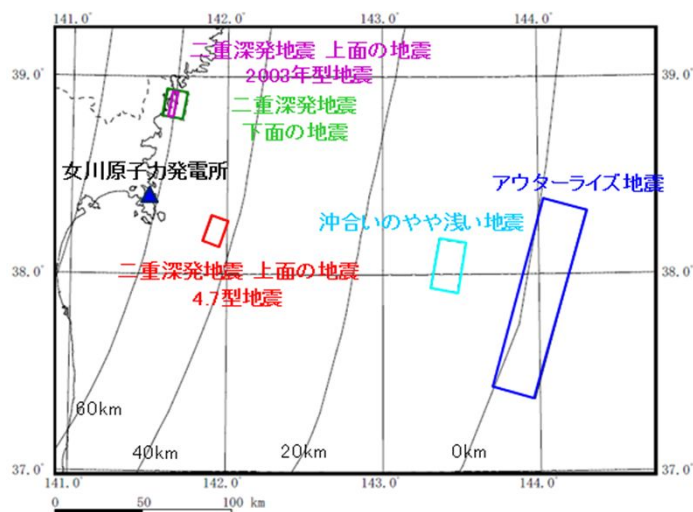 141.0°
142.0°
143.0°
144.0°
二重深発地震 上面の地震
2003年型地震
39.0°
39.0°
二重深発地震
下面の地震
女川原子力発電所
アウターライズ地震
沖合いのやや浅い地震
38.0°
38.0°
二重深発地震 上面の地震
4.7型地震
60km
40km
20km
0km
37.0°
37.0°
141.0°
142.0°
143.0°
144.0°
0
50
100 km